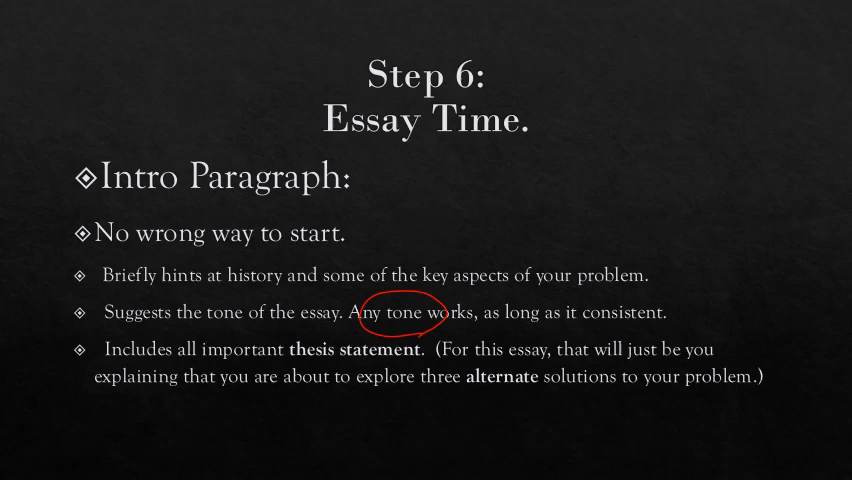 Step 6:
Essay Time.
Intro Paragraph:
No wrong way to start.
Briefly hints at history and some of the key aspects of your problem.
Suggests the tone of the essay. Any tone works, as long as it consistent.
Includes all important thesis statement. (For this essay, that will just be you
explaining that you are about to explore three alternate solutions to your problem.)